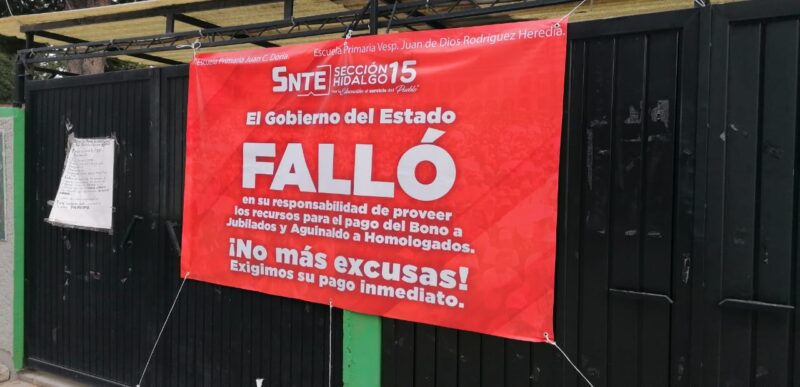 Escuela Primaria Juan C. Doria.
Escuela Primaria Vesp. Juan de Dios Rodriguez Heredia.
SNTE SECCIÓN 15
HIDALGO
El Gobierno del Estado
FALLÓ
en su responsabilidad de proveer
los recursos para el pago del Bono a
Jubilados y Aguinaldo a Homologados.
¡No más excusas!
Exigimos su pago inmediato.